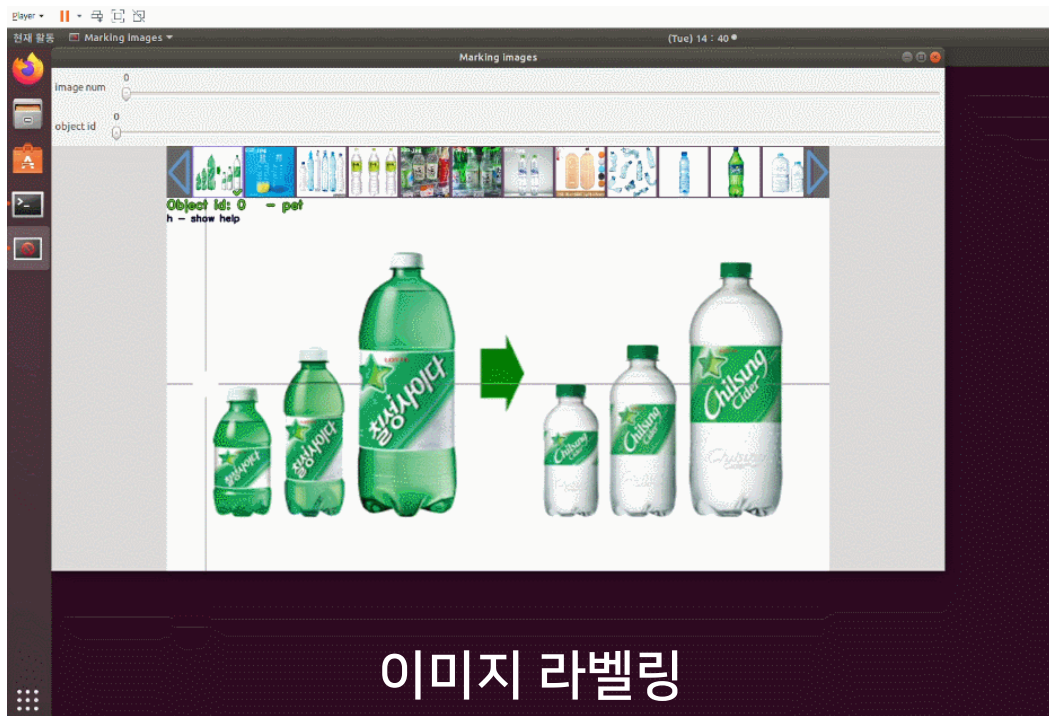 Player
현재 활동 Marking images (Tue) 14 : 40
Marking images
0
image num
0
object id
Object id: 0 - pet
h - show help
칠성사이다
칠성사이다
칠성사이다
Chilsung Cider
Chilsung Cider
Chilsung Cider
이미지 라벨링